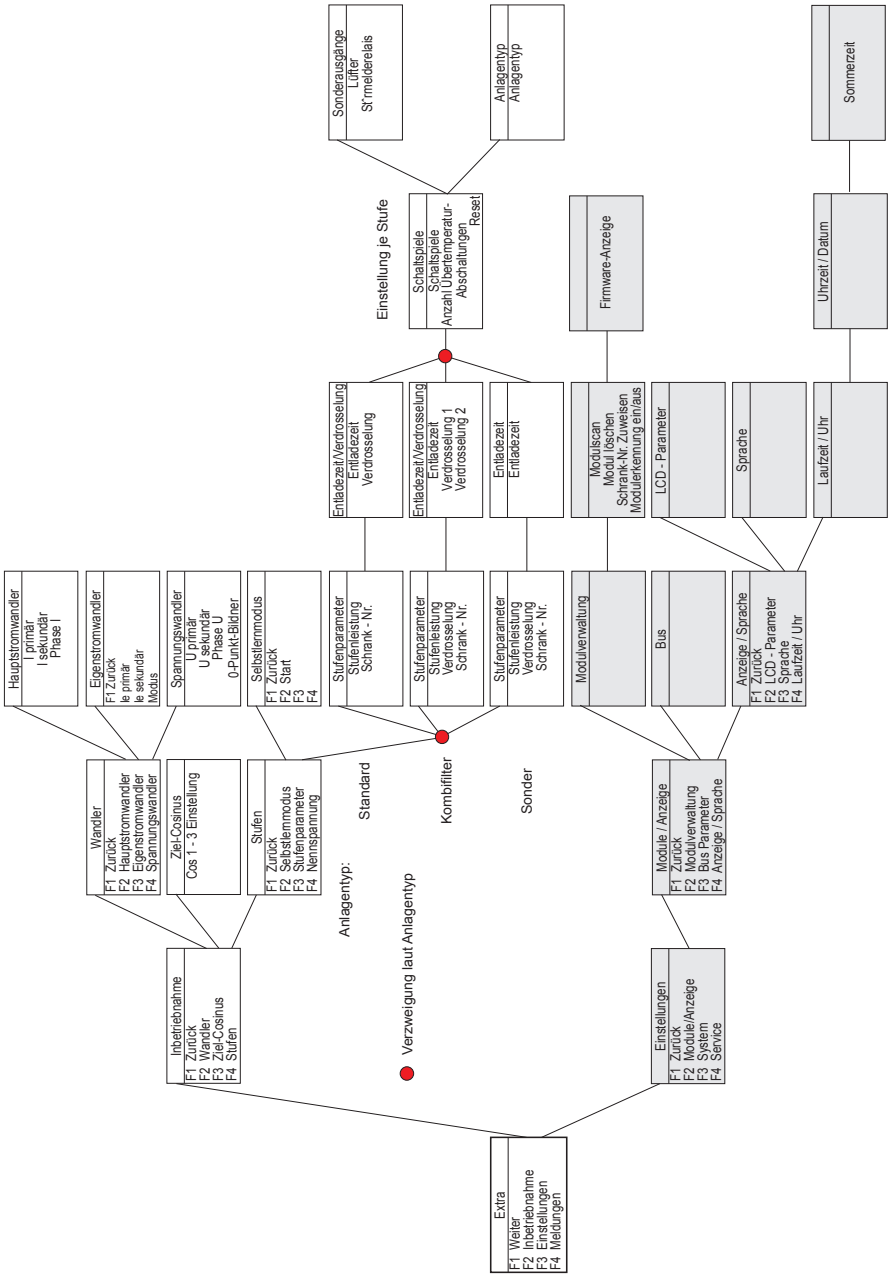 Extra
F1 Weiter
F2 Inbetriebnahme
F3 Einstellungen
F4 Meldungen
Inbetriebnahme
F1 Zurück
F2 Wandler
F3 Ziel-Cosinus
F4 Stufen
Verzweigung laut Anlagentyp
Einstellungen
F1 Zurück
F2 Module/Anzeige
F3 System
F4 Service
Wandler
F1 Zurück
F2 Hauptstromwandler
F3 Eigenstromwandler
F4 Spannungswandler
Ziel-Cosinus
Cos 1 - 3 Einstellung
Stufen
F1 Zurück
F2 Selbstlernmodus
F3 Stufenparameter
F4 Nennspannung
Anlagentyp:
Standard
Kombifilter
Sonder
Module / Anzeige
F1 Zurück
F2 Modulverwaltung
F3 Bus Parameter
F4 Anzeige / Sprache
Hauptstromwandler
I primär
I sekundär
Phase I
Eigenstromwandler
F1 Zurück
Ie primär
Ie sekundär
Modus
Spannungswandler
U primär
U sekundär
Phase U
0-Punkt-Bildner
Selbstlernmodus
F1 Zurück
F2 Start
F3
F4
Stufenparameter
Stufenleistung
Schrank - Nr.
Stufenparameter
Stufenleistung
Verdrosselung
Schrank - Nr.
Stufenparameter
Stufenleistung
Verdrosselung
Schrank - Nr.
Modulverwaltung
Bus
Anzeige / Sprache
F1 Zurück
F2 LCD - Parameter
F3 Sprache
F4 Laufzeit / Uhr
Entladezeit/Verdrosselung
Entladezeit
Verdrosselung
Entladezeit/Verdrosselung
Entladezeit
Verdrosselung 1
Verdrosselung 2
Entladezeit
Entladezeit
Modulscan
Modul löschen
Schrank-Nr. Zuweisen
Modulerkennung ein/aus
LCD - Parameter
Sprache
Laufzeit / Uhr
Einstellung je Stufe
Schaltspiele
Schaltspiele
Anzahl Übertemperatur-
Abschaltungen
Reset
Firmware-Anzeige
Uhrzeit / Datum
Sonderausgänge
Lüfter
St¨rmelderelais
Anlagentyp
Anlagentyp
Sommerzeit